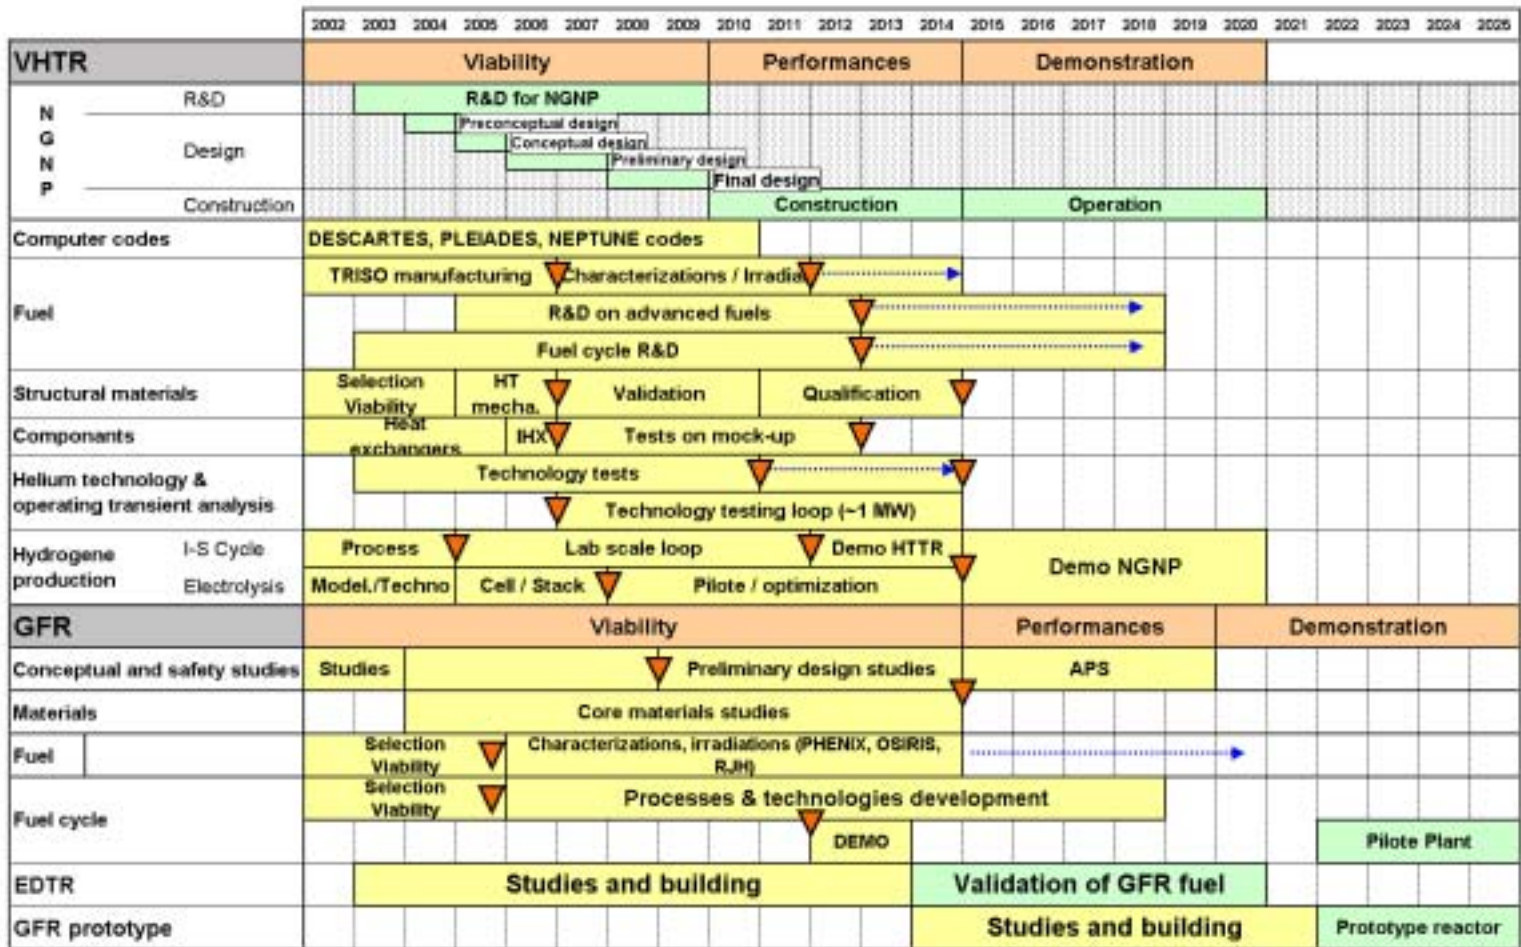 2002 2003 2004 2005 2006 2007 2008 2009 2010 2011 2012 2013 2014 2015 2016 2017 2018 2019 2020 2021 2022 2023 2024 2025
VHTR Viability Performances Demonstration
N G N P
R&D R&D for NGNP
Preconceptual design
Design
Conceptual design
Preliminary design
Final design
Construction Construction Operation
Computer codes DESCARTES, PLEIADES, NEPTUNE codes
Fuel
TRISO manufacturing Characterizations / Irradia
R&D on advanced fuels
Fuel cycle R&D
Structural materials
Selection
Viability
HT
mecha.
Validation Qualification
Componants
Heat
exchangers
IHX Tests on mock-up
Helium technology &
operating transient analysis
Technology tests
Technology testing loop (~1 MW)
Hydrogene
production
I-S Cycle Process Lab scale loop Demo HTTR
Electrolysis Model./Techno Cell / Stack Pilote / optimization
Demo NGNP
GFR Viability Performances Demonstration
Conceptual and safety studies Studies Preliminary design studies APS
Materials Core materials studies
Fuel
Selection
Viability
Characterizations, irradiations (PHENIX, OSIRIS,
RJH)
Fuel cycle
Selection
Viability
Processes & technologies development
DEMO Pilote Plant
EDTR Studies and building Validation of GFR fuel
GFR prototype Studies and building Prototype reactor